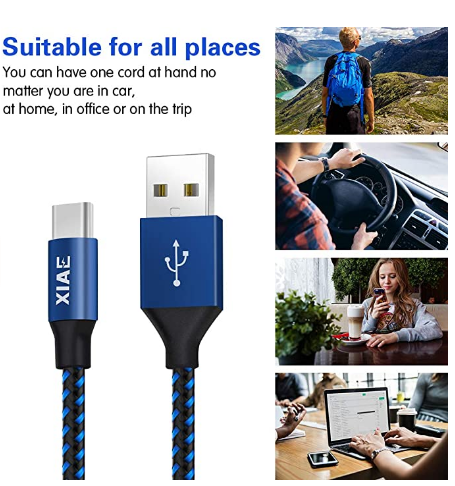 Suitable for all places
You can have one cord at hand no
matter you are in car,
at home, in office or on the trip
XIAE